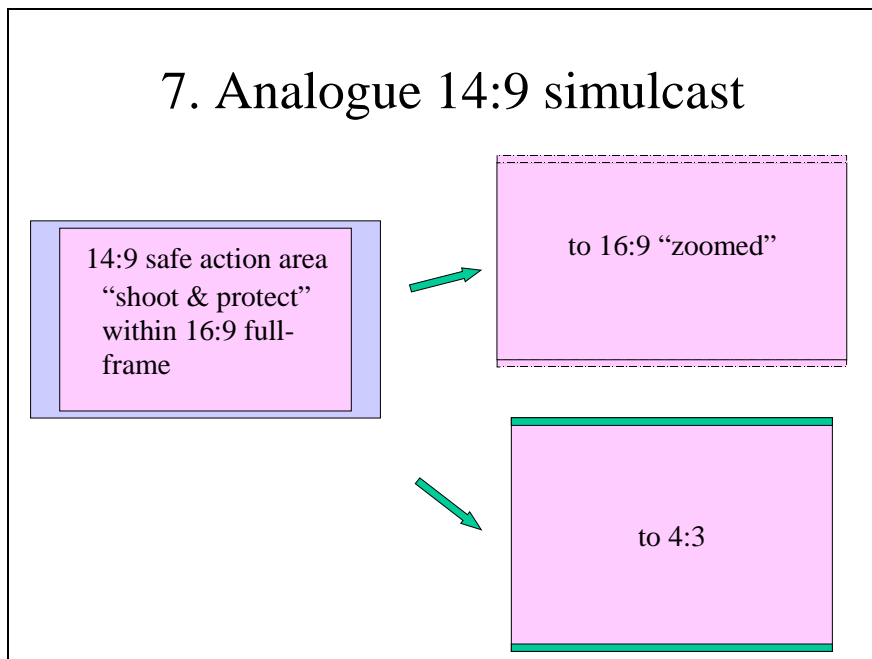 7. Analogue 14:9 simulcast
14:9 safe action area
“shoot & protect”
within 16:9 full-
frame
to 16:9 “zoomed”
to 4:3